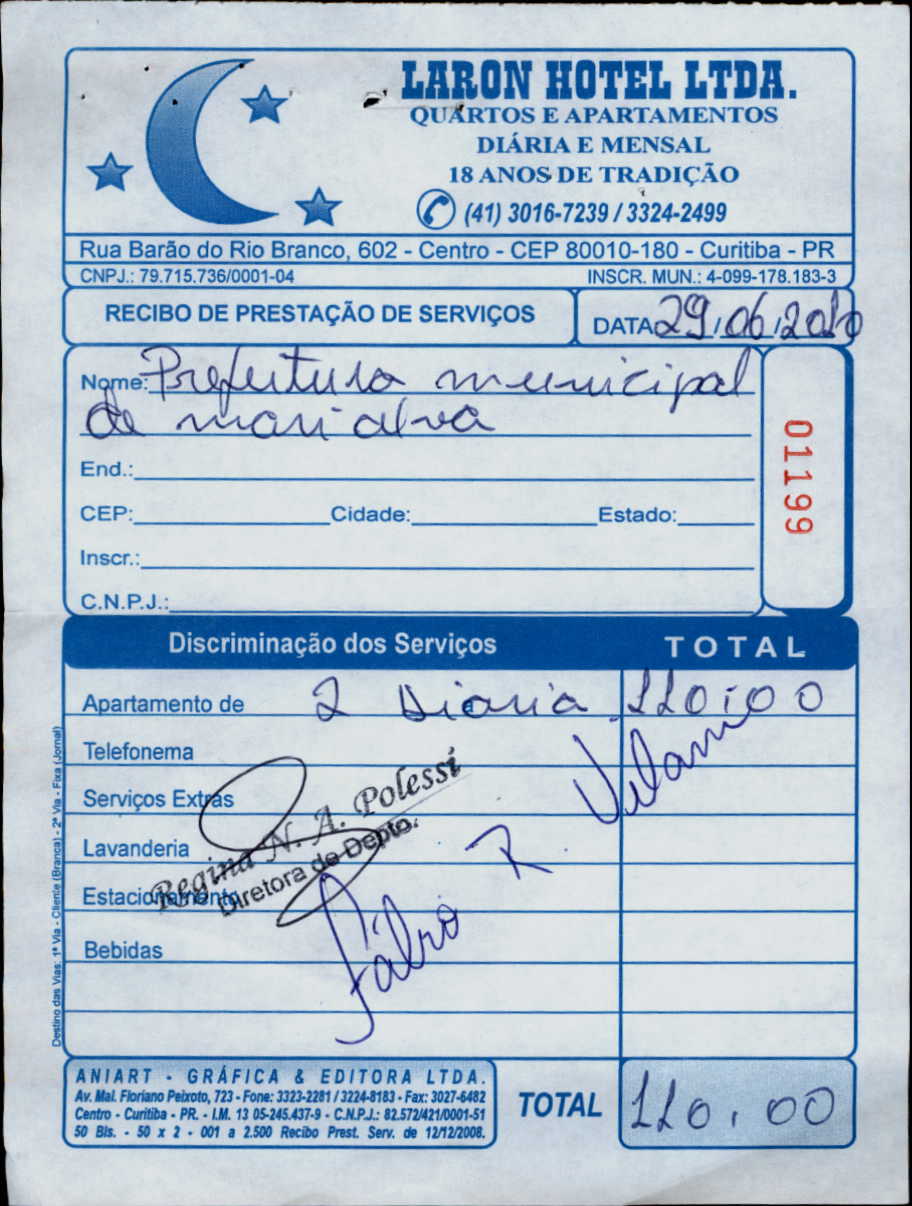 LARON HOTEL LTDA.
QUARTOS E APARTAMENTOS
DIÁRIA E MENSAL
18 ANOS DE TRADIÇÃO
(41) 3016-7239 / 3324-2499
Rua Barão do Rio Branco, 602 - Centro - CEP 80010-180 - Curitiba - PR
CNPJ.: 79.715.736/0001-04 INSCR. MUN.: 4-099-178.183-3
RECIBO DE PRESTAÇÃO DE SERVIÇOS DATA 29/06/2010
Nome: Prefeitura municipal
de marialva
01199
End.:
CEP: Cidade: Estado:
Inscr.:
C.N.P.J.:
Discriminação dos Serviços TOTAL
Apartamento de 2 Diaria 110,00
Telefonema
Serviços Extras
Lavanderia
Estacionamento
Bebidas
Regina N. A. Polessi
Diretora de Depto.
Fábio R.
Destino das Vias: 1ª Via - Cliente (Branca) - 2ª Via - Fixa (Jornal)
ANIART - GRÁFICA & EDITORA LTDA.
Av. Mal. Floriano Peixoto, 723 - Fone: 3323-2281 / 3224-8183 - Fax: 3027-6482
Centro - Curitiba - PR. - I.M. 13 05-245.437-9 - C.N.P.J.: 82.572/421/0001-51
50 Bls. - 50 x 2 - 001 a 2.500 Recibo Prest. Serv. de 12/12/2008.
TOTAL 110,00